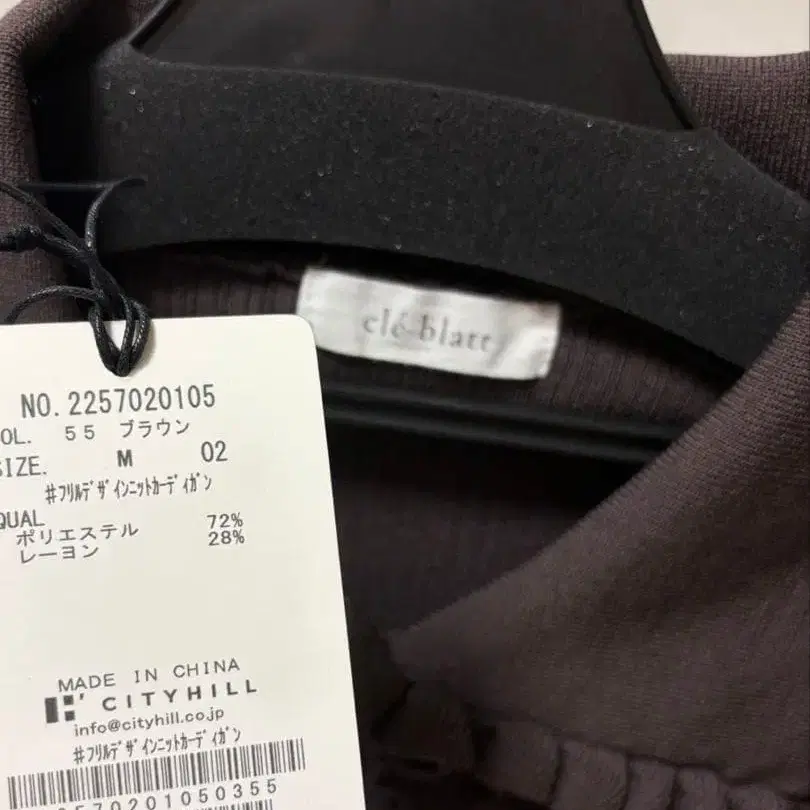 clé-blatt
NO. 2257020105
OL. 55 ブラウン
SIZE. M 02
#ﾌﾘﾙﾃﾞｻﾞｲﾝﾆｯﾄｶｰﾃﾞｨｶﾞﾝ
QUAL
ポリエステル 72%
レーヨン 28%
MADE IN CHINA
CITYHILL
info@cityhill.co.jp
#ﾌﾘﾙﾃﾞｻﾞｲﾝﾆｯﾄｶｰﾃﾞｨｶﾞﾝ
570201050355